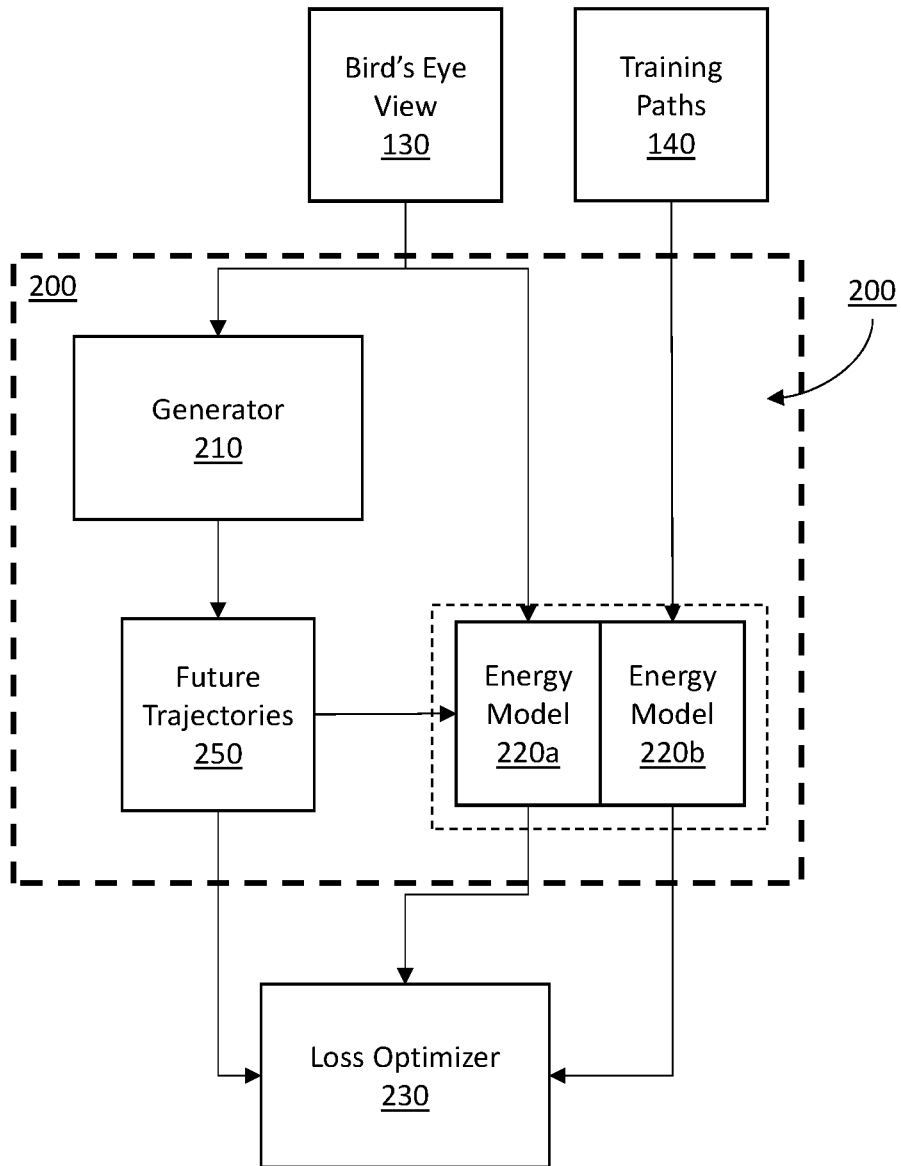 Bird's Eye
View
130
Training
Paths
140
200
200
Generator
210
Future
Trajectories
250
Energy
Model
220a
Energy
Model
220b
Loss Optimizer
230